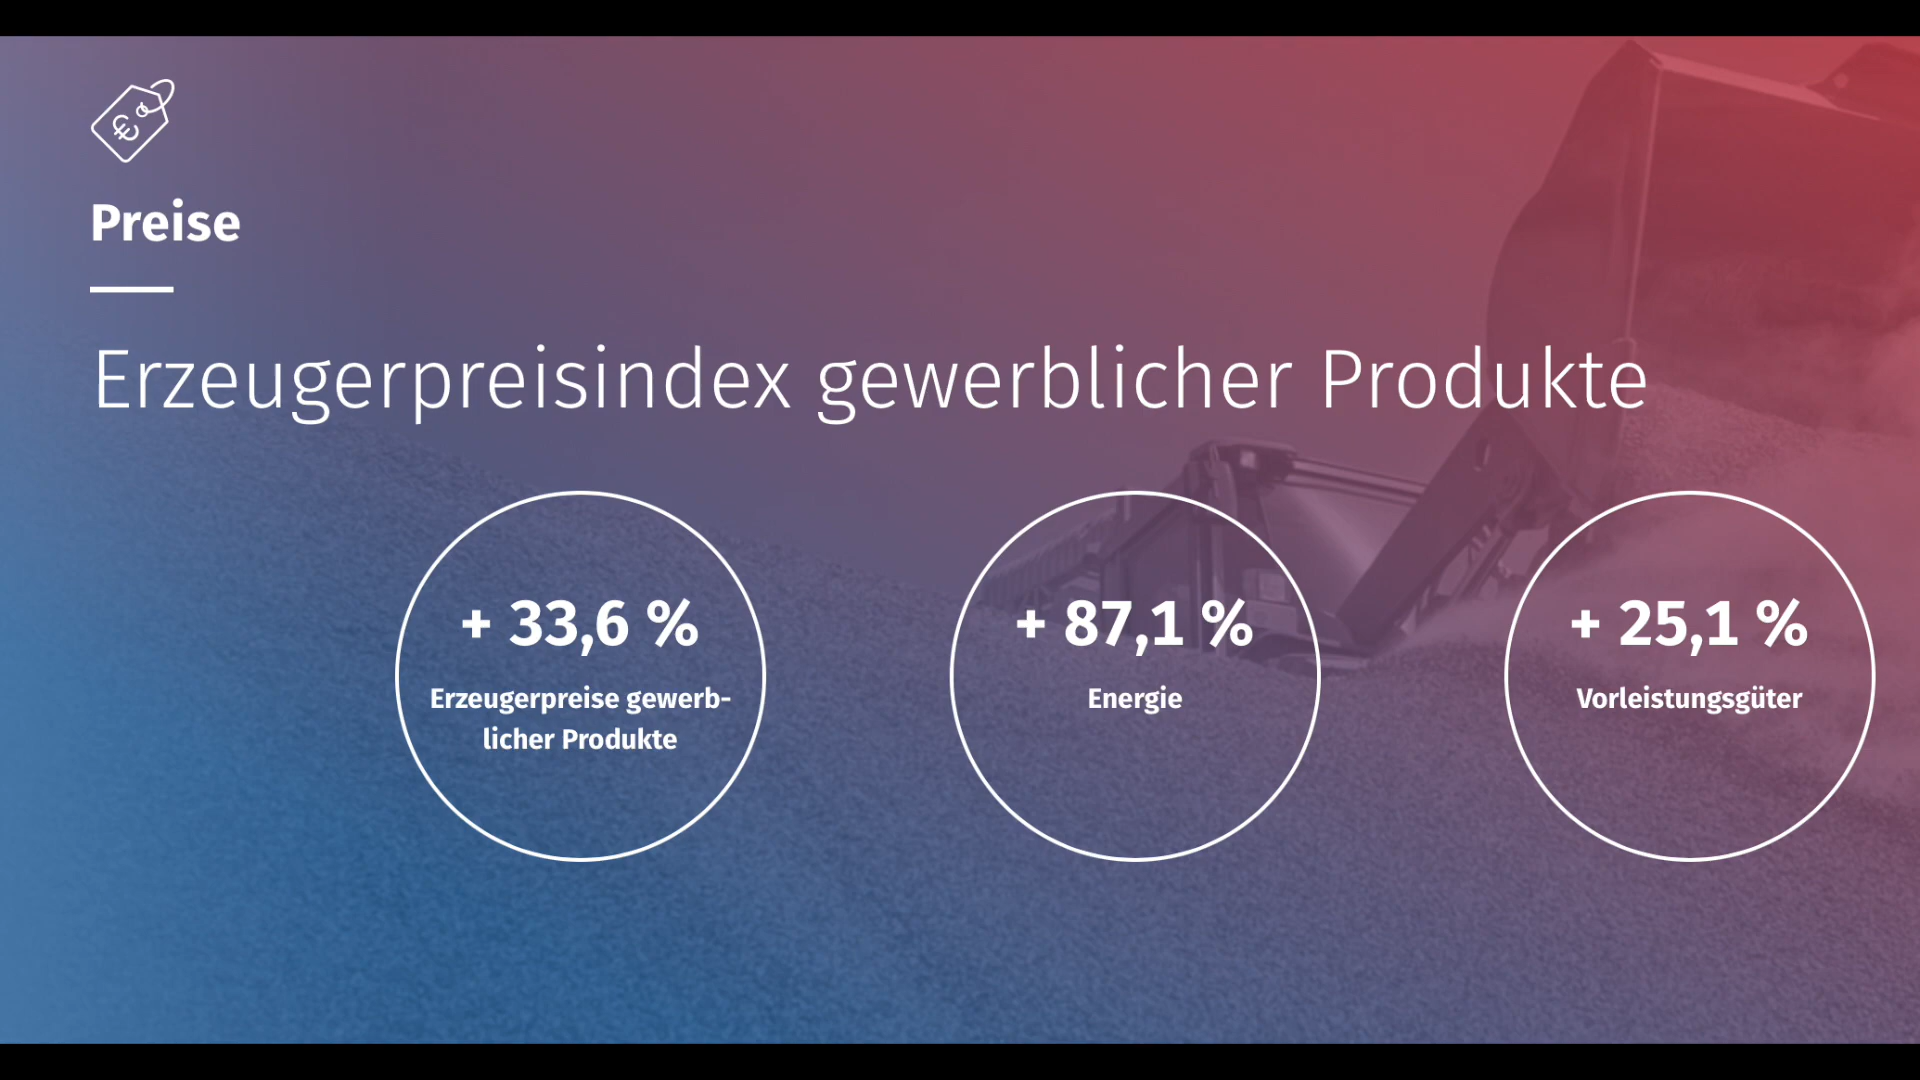 €
Preise
Erzeugerpreisindex gewerblicher Produkte
+ 33,6 %
Erzeugerpreise gewerb-
licher Produkte
+ 87,1 %
Energie
+ 25,1 %
Vorleistungsgüter